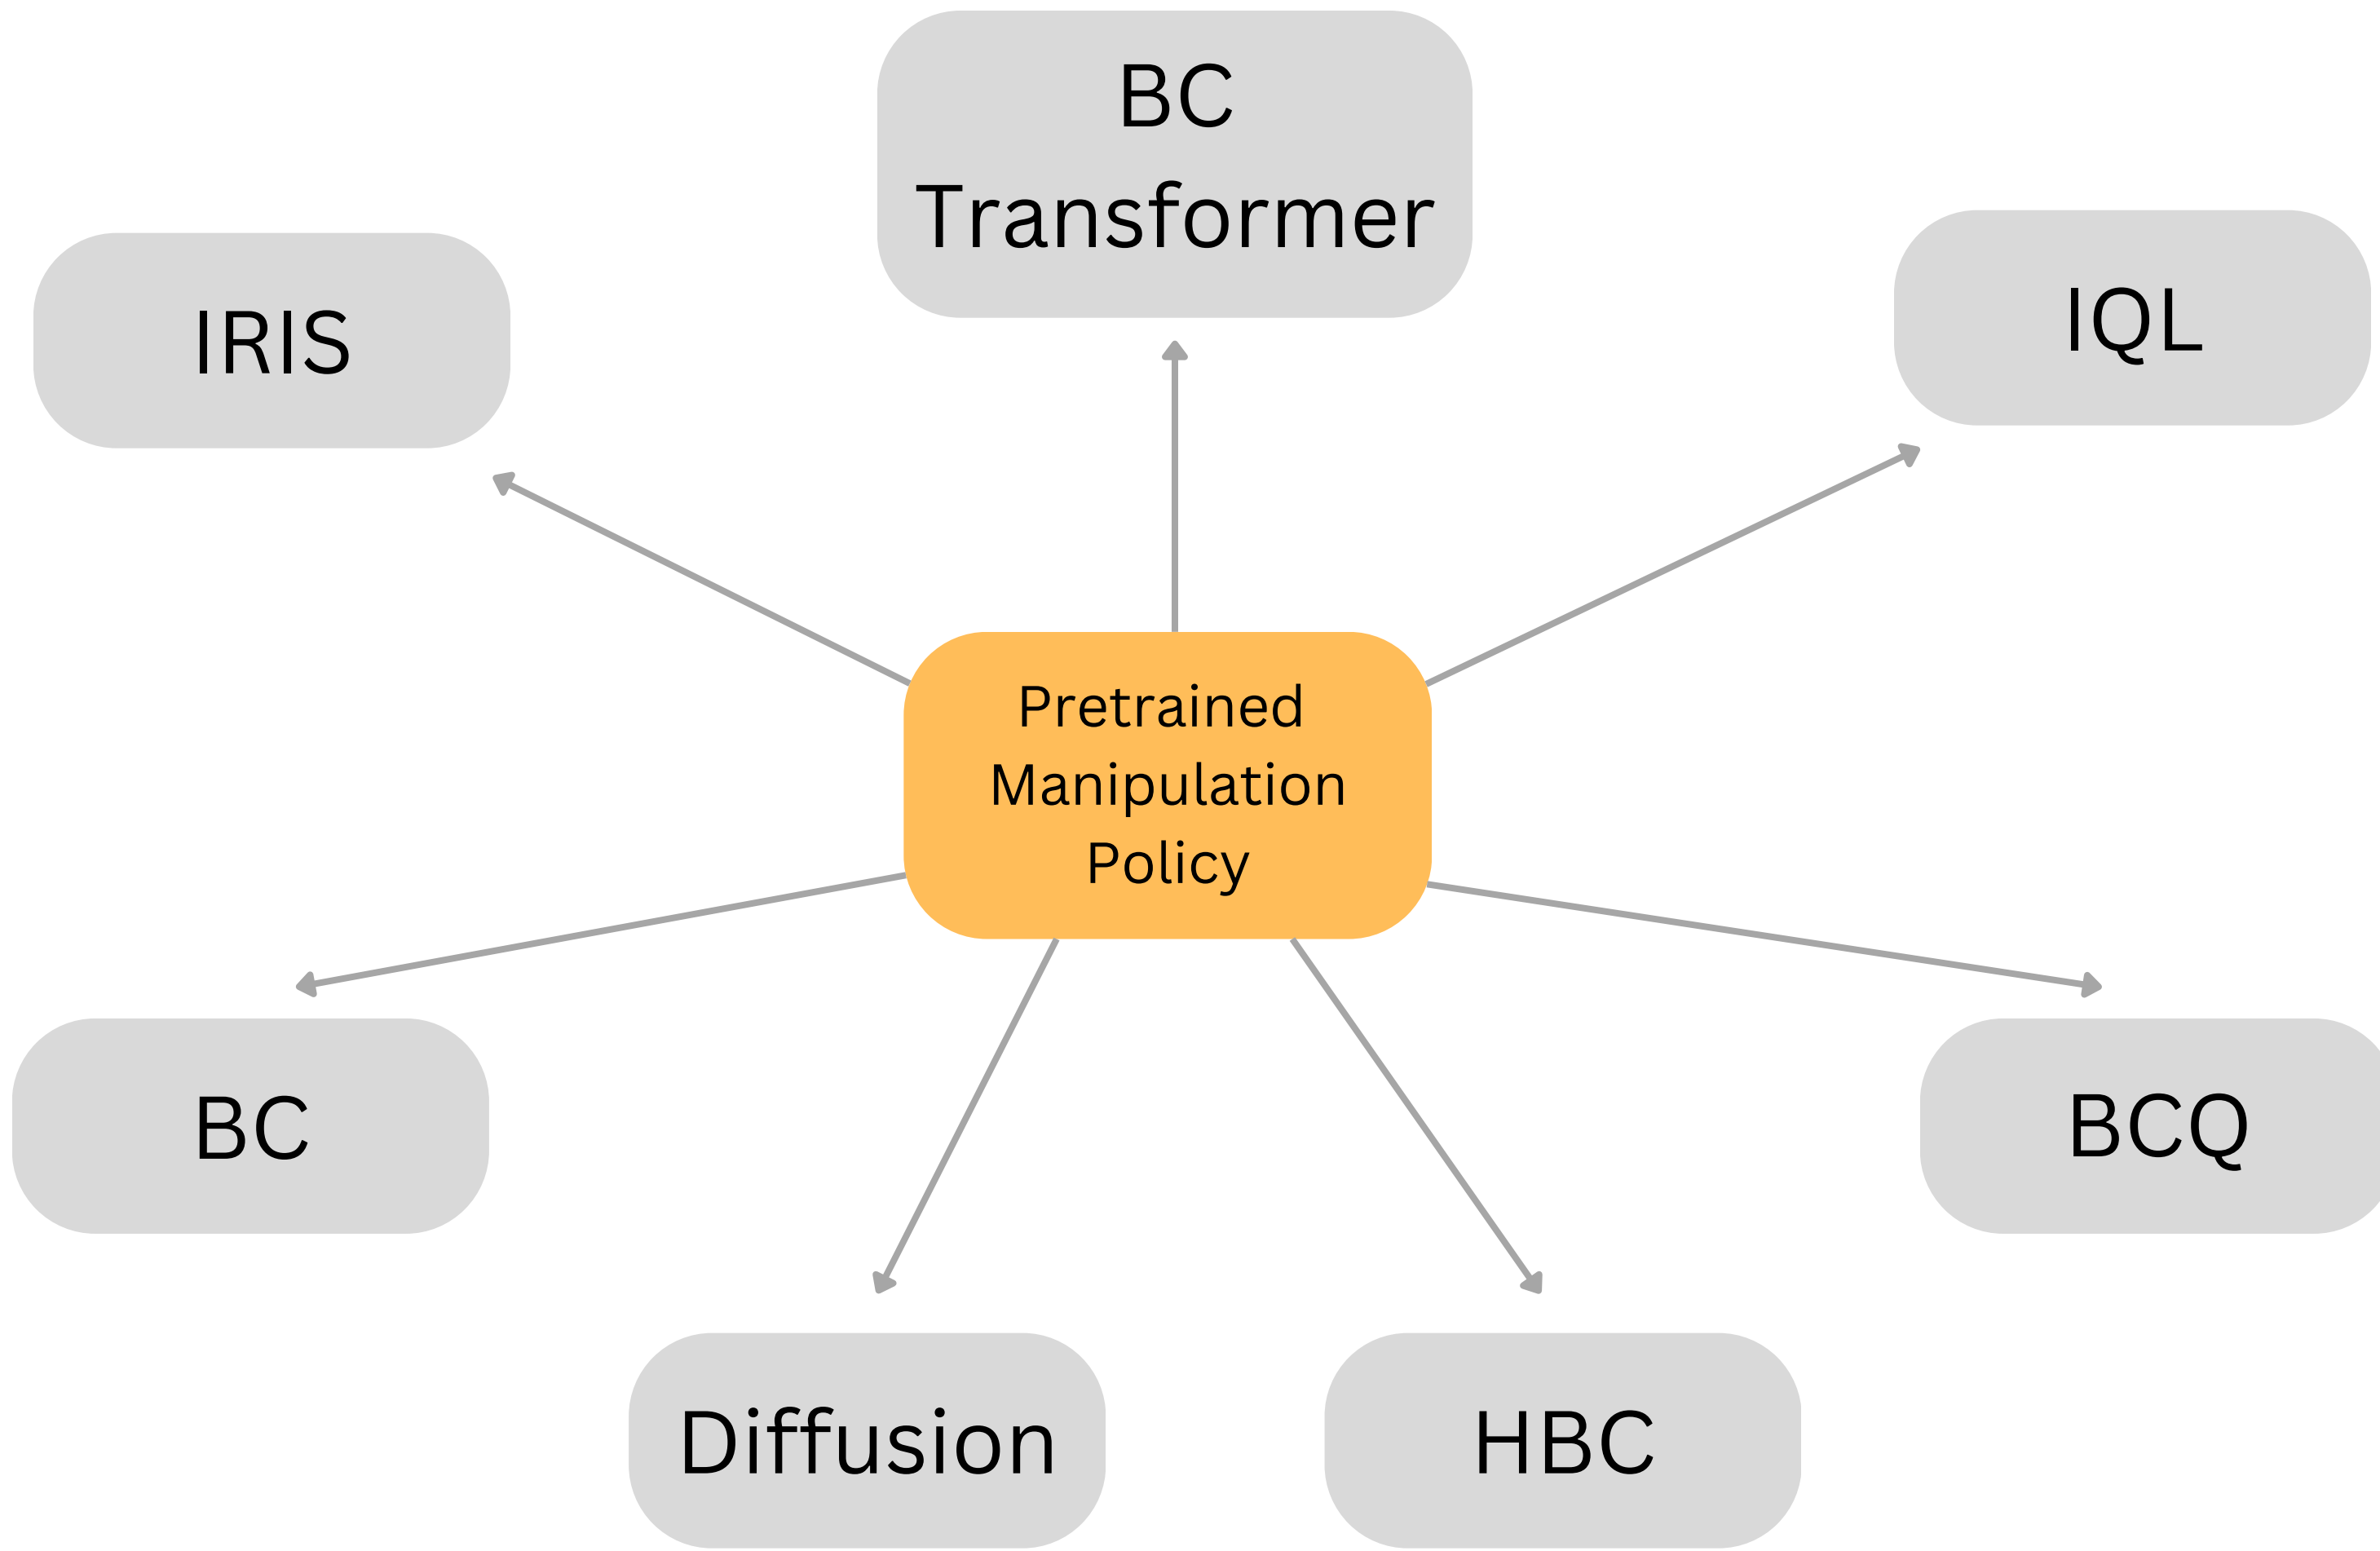 BC
Transformer
IRIS
IQL
Pretrained
Manipulation
Policy
BC
BCQ
Diffusion
HBC